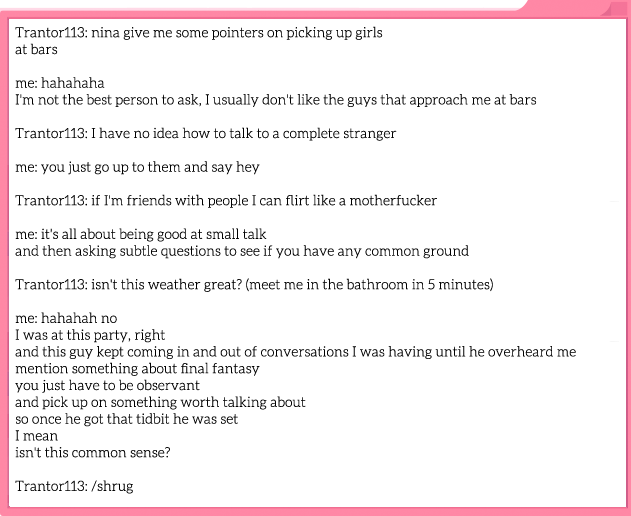 Trantor113: nina give me some pointers on picking up girls
at bars
me: hahahaha
I'm not the best person to ask, I usually don't like the guys that approach me at bars
Trantor113: I have no idea how to talk to a complete stranger
me: you just go up to them and say hey
Trantor113: if I'm friends with people I can flirt like a motherfucker
me: it's all about being good at small talk
and then asking subtle questions to see if you have any common ground
Trantor113: isn't this weather great? (meet me in the bathroom in 5 minutes)
me: hahahah no
I was at this party, right
and this guy kept coming in and out of conversations I was having until he overheard me
mention something about final fantasy
you just have to be observant
and pick up on something worth talking about
so once he got that tidbit he was set
I mean
isn't this common sense?
Trantor113: /shrug